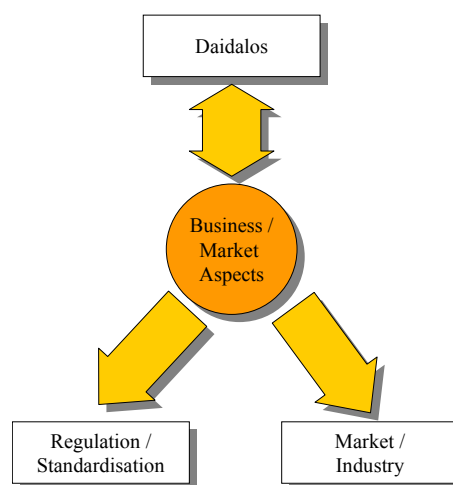 Daidalos
Business /
Market
Aspects
Regulation /
Standardisation
Market /
Industry